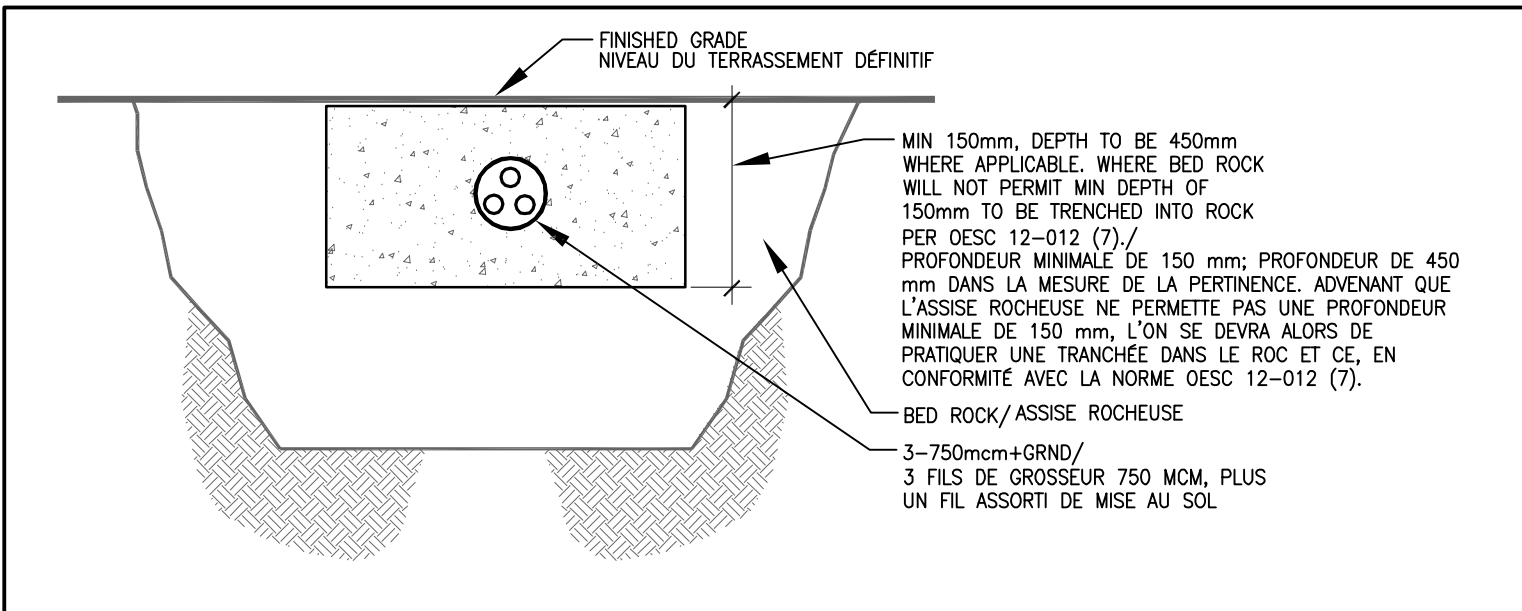 FINISHED GRADE
NIVEAU DU TERRASSEMENT DÉFINITIF
MIN 150mm, DEPTH TO BE 450mm
WHERE APPLICABLE. WHERE BED ROCK
WILL NOT PERMIT MIN DEPTH OF
150mm TO BE TRENCHED INTO ROCK
PER OESC 12-012 (7)./
PROFONDEUR MINIMALE DE 150 mm; PROFONDEUR DE 450
mm DANS LA MESURE DE LA PERTINENCE. ADVENANT QUE
L'ASSISE ROCHEUSE NE PERMETTE PAS UNE PROFONDEUR
MINIMALE DE 150 mm, L'ON SE DEVRA ALORS DE
PRATIQUER UNE TRANCHÉE DANS LE ROC ET CE, EN
CONFORMITÉ AVEC LA NORME OESC 12-012 (7).
BED ROCK/ ASSISE ROCHEUSE
3-750mcm+GRND/
3 FILS DE GROSSEUR 750 MCM, PLUS
UN FIL ASSORTI DE MISE AU SOL